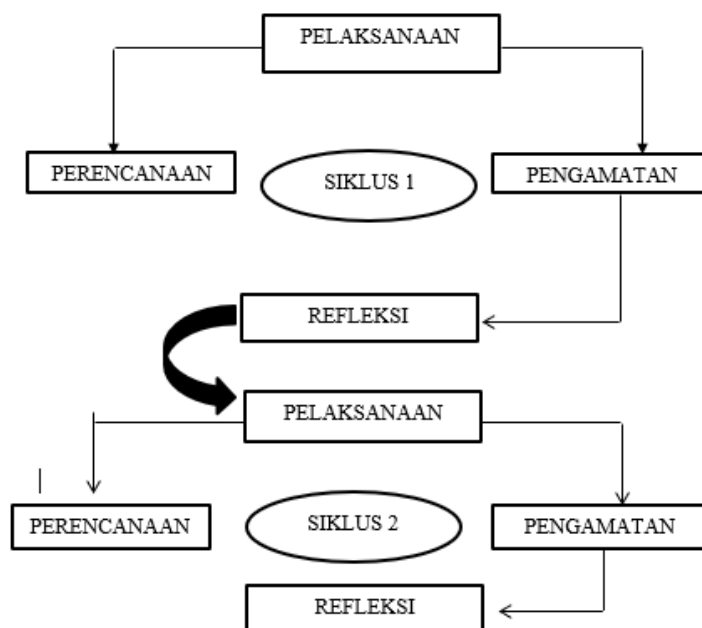 PELAKSANAAN
PERENCANAAN
SIKLUS 1
PENGAMATAN
REFLEKSI
PELAKSANAAN
PERENCANAAN
SIKLUS 2
PENGAMATAN
REFLEKSI